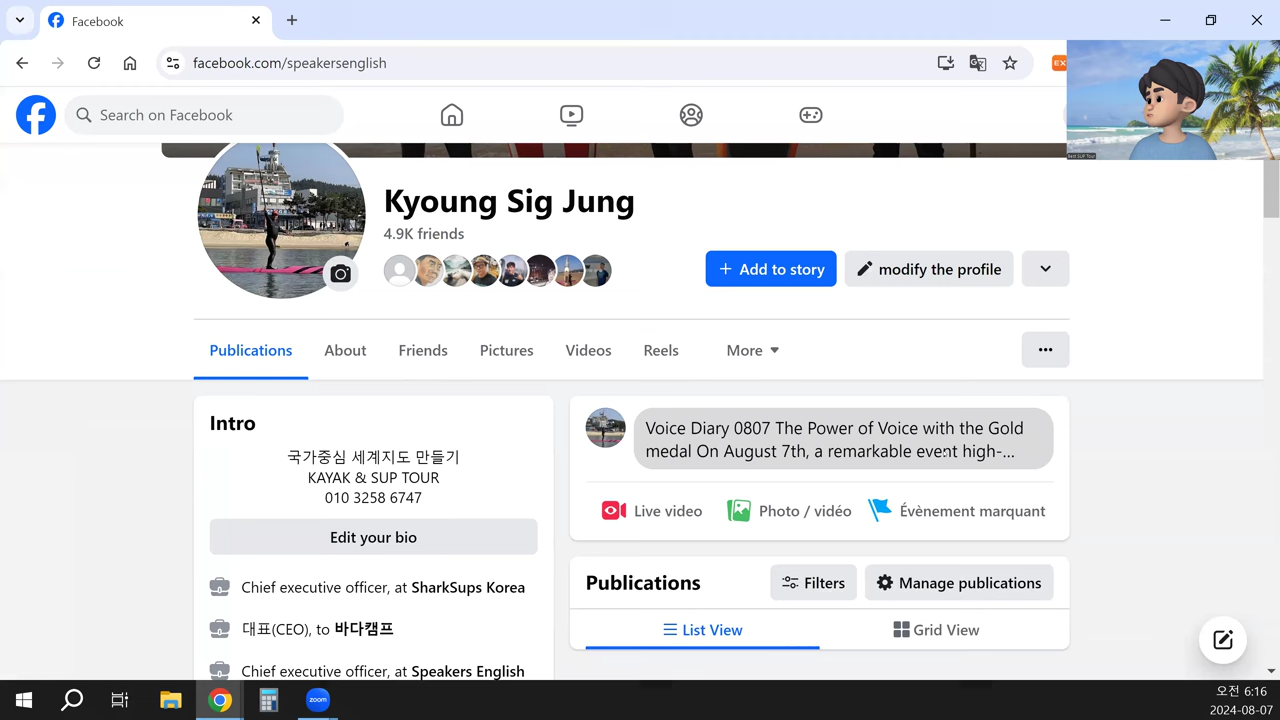 Facebook
facebook.com/speakersenglish
EX
Search on Facebook
Best SUP Tour
Kyoung Sig Jung
4.9K friends
+ Add to story
modify the profile
Publications
About
Friends
Pictures
Videos
Reels
More
Intro
국가중심 세계지도 만들기
KAYAK & SUP TOUR
010 3258 6747
Edit your bio
Chief executive officer, at SharkSups Korea
대표(CEO), to 바다캠프
Chief executive officer, at Speakers English
Voice Diary 0807 The Power of Voice with the Gold
medal On August 7th, a remarkable event high-...
Live video
Photo / vidéo
Évènement marquant
Publications
Filters
Manage publications
List View
Grid View
zoom
오전 6:16
2024-08-07